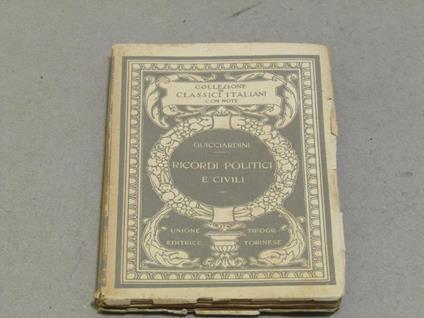 COLLEZIONE
DI
CLASSICI ITALIANI
CON NOTE
GUICCIARDINI
RICORDI POLITICI
E CIVILI
UNIONE TIPOGR.
EDITRICE TORINESE